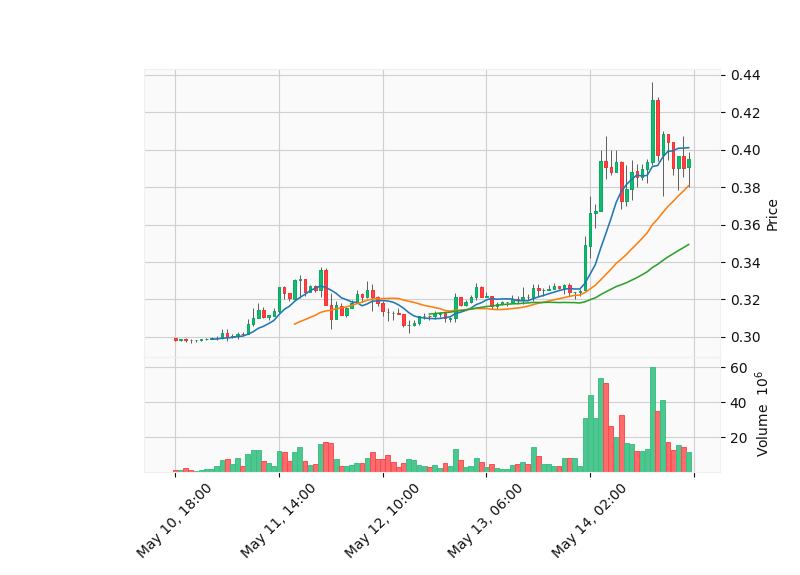 0.44
0.42
0.40
0.38
0.36
0.34
0.32
0.30
Price
60
40
20
Volume 10^6
May 10, 18:00
May 11, 14:00
May 12, 10:00
May 13, 06:00
May 14, 02:00